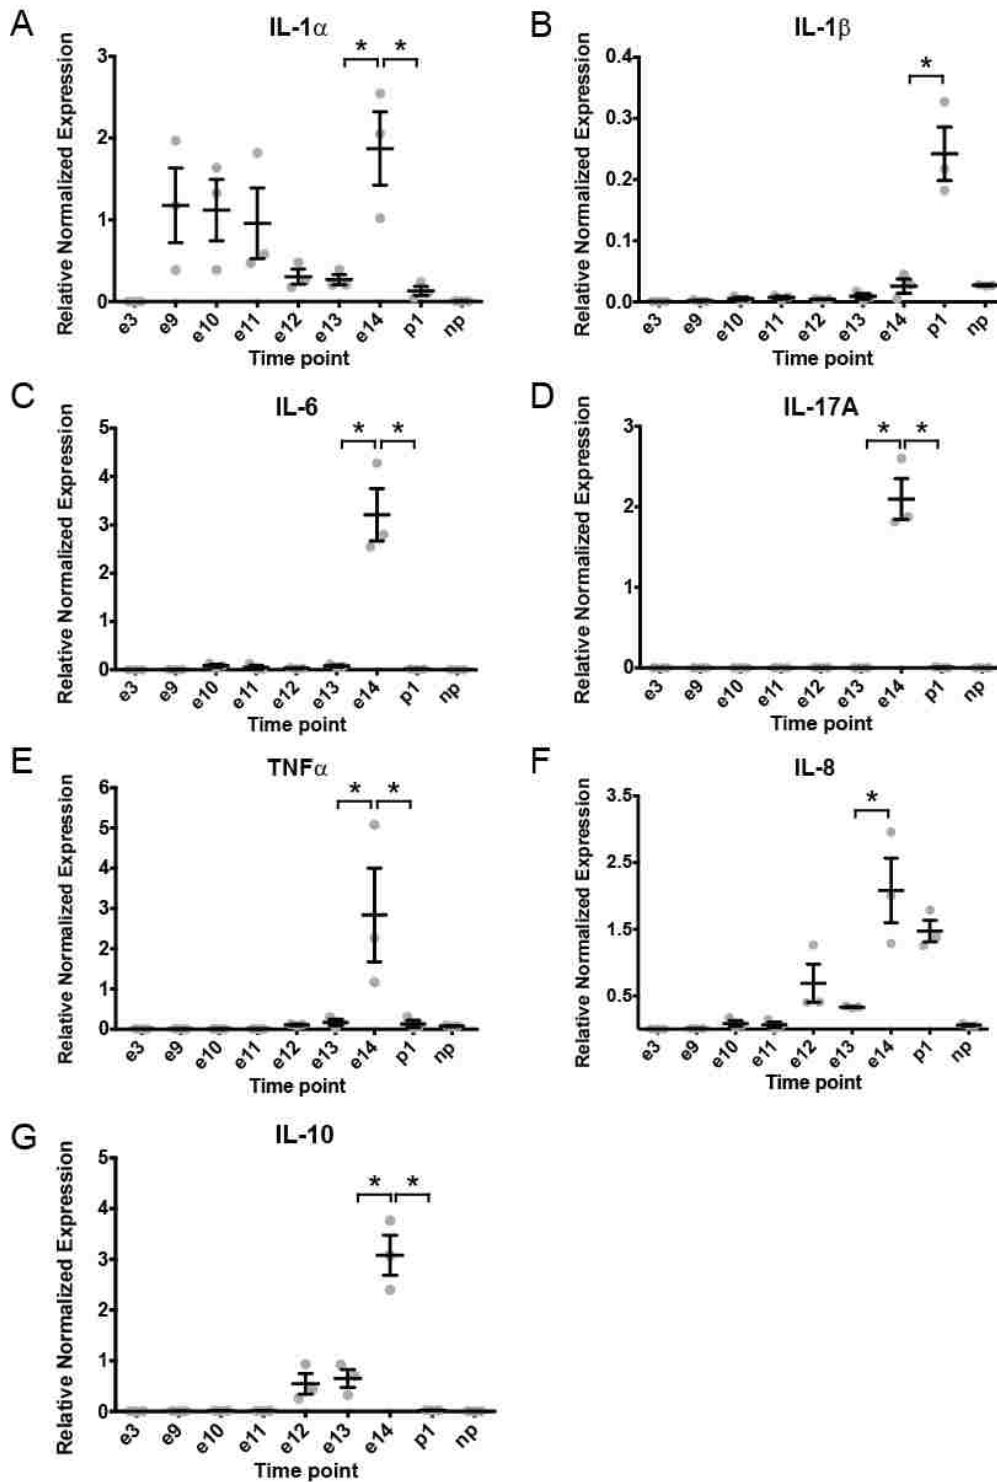 A
IL-1α
* *
Relative Normalized Expression
3
2
1
0
e3 e9 e10 e11 e12 e13 e14 p1 np
Time point
B
IL-1β
*
Relative Normalized Expression
0.4
0.3
0.2
0.1
0.0
e3 e9 e10 e11 e12 e13 e14 p1 np
Time point
C
IL-6
* *
Relative Normalized Expression
5
4
3
2
1
0
e3 e9 e10 e11 e12 e13 e14 p1 np
Time point
D
IL-17A
* *
Relative Normalized Expression
3
2
1
0
e3 e9 e10 e11 e12 e13 e14 p1 np
Time point
E
TNFα
* *
Relative Normalized Expression
6
5
4
3
2
1
0
e3 e9 e10 e11 e12 e13 e14 p1 np
Time point
F
IL-8
*
Relative Normalized Expression
3.5
2.5
1.5
0.5
e3 e9 e10 e11 e12 e13 e14 p1 np
Time point
G
IL-10
* *
Relative Normalized Expression
5
4
3
2
1
0
e3 e9 e10 e11 e12 e13 e14 p1 np
Time point